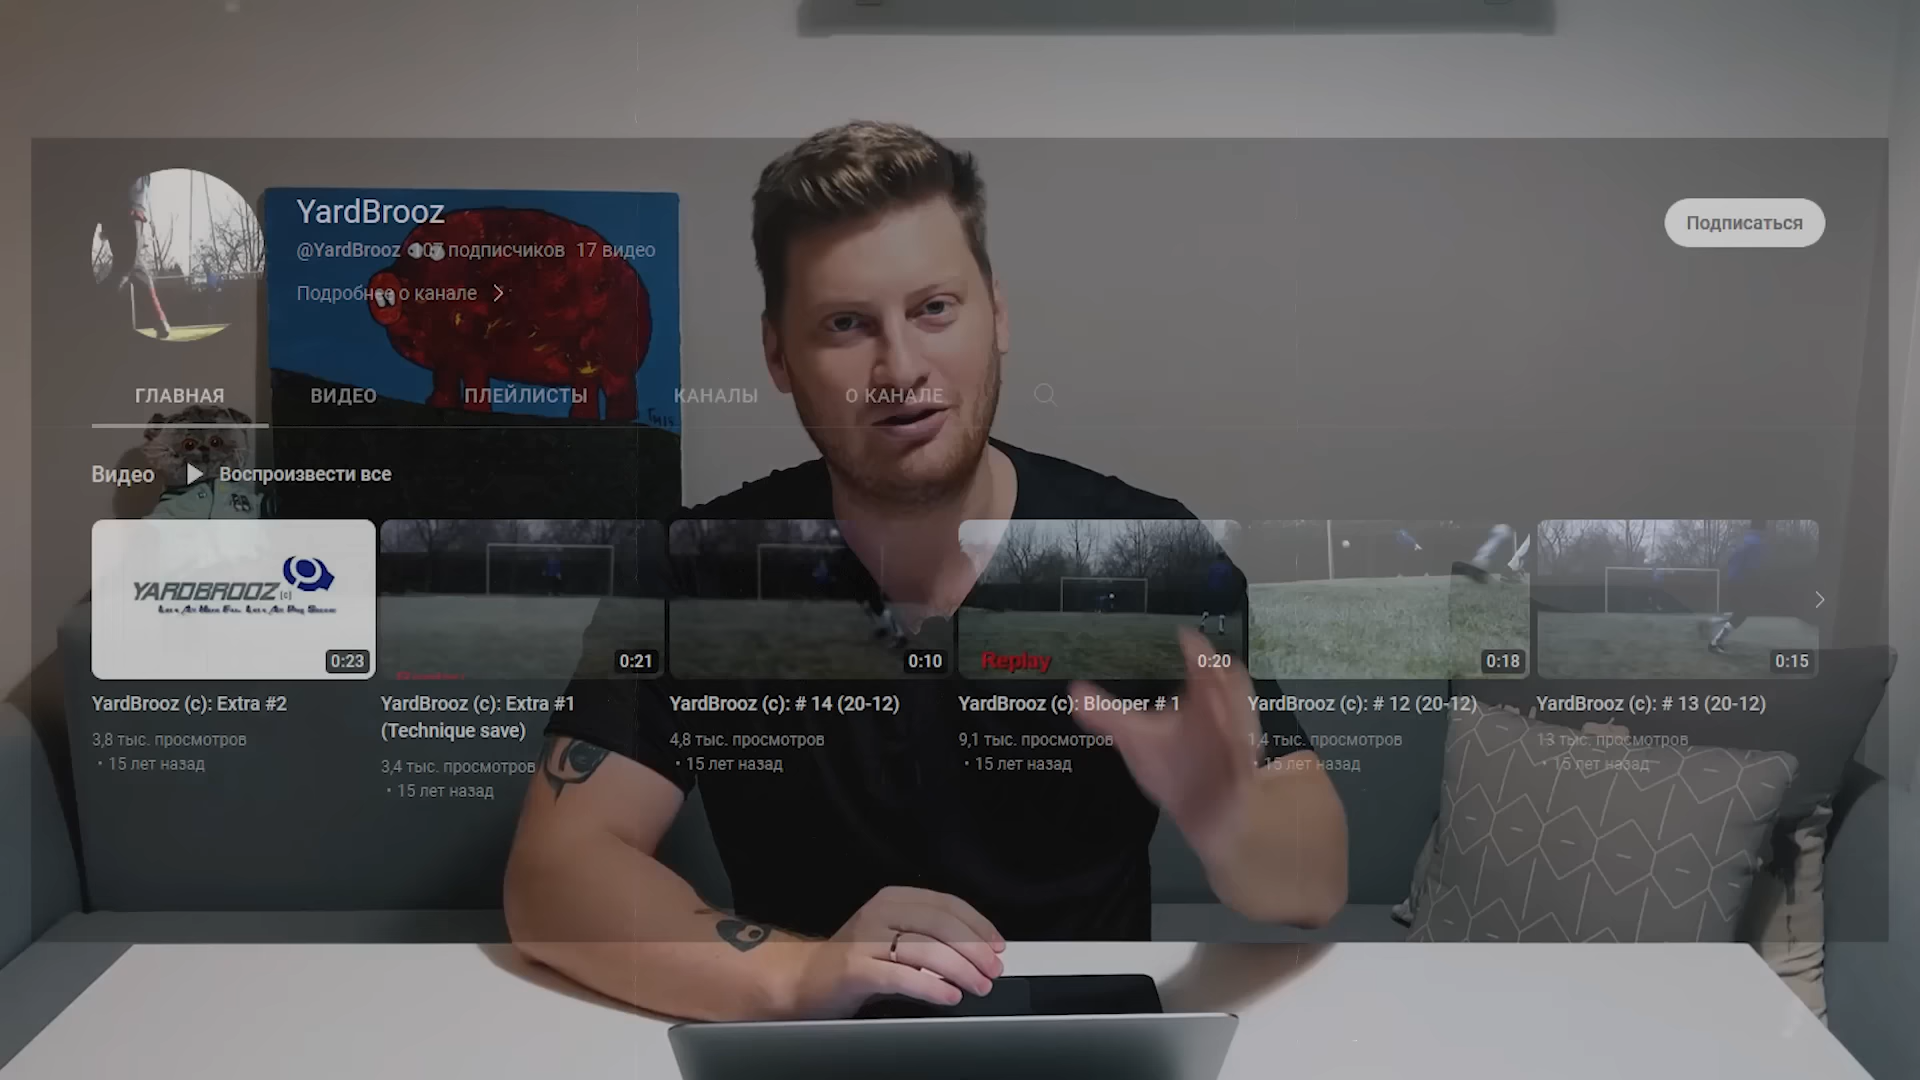 YardBrooz
@YardBrooz 107 подписчиков 17 видео
Подробнее о канале
Подписаться
ГЛАВНАЯ ВИДЕО ПЛЕЙЛИСТЫ КАНАЛЫ О КАНАЛЕ
Видео Воспроизвести все
YARDBROOZ (c)
0:23 0:21 0:10 Replay 0:20 0:18 0:15
YardBrooz (c): Extra #2
3,8 тыс. просмотров
• 15 лет назад
YardBrooz (c): Extra #1
(Technique save)
3,4 тыс. просмотров
• 15 лет назад
YardBrooz (c): # 14 (20-12)
4,8 тыс. просмотров
• 15 лет назад
YardBrooz (c): Blooper # 1
9,1 тыс. просмотров
• 15 лет назад
YardBrooz (c): # 12 (20-12)
1,4 тыс. просмотров
• 15 лет назад
YardBrooz (c): # 13 (20-12)
13 тыс. просмотров
• 15 лет назад